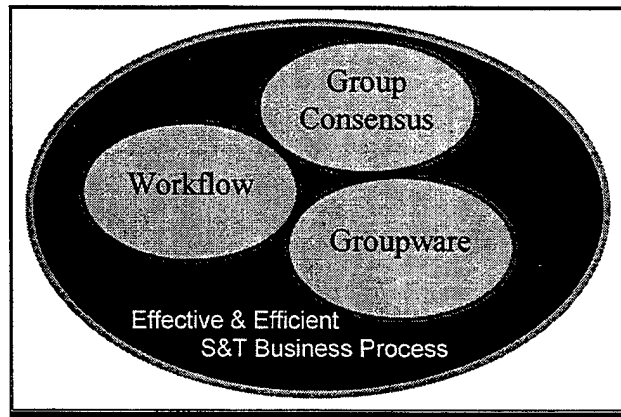 Group
Consensus
Workflow
Groupware
Effective & Efficient
S&T Business Process